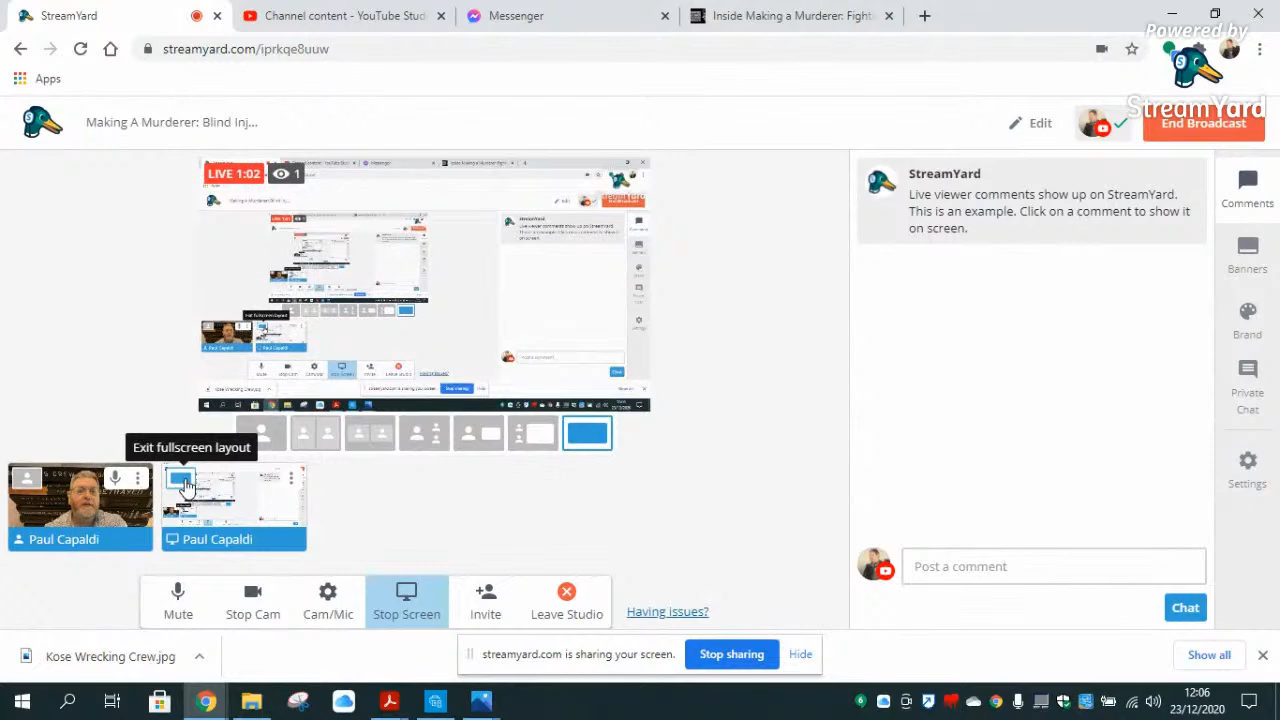 StreamYard
Channel content - YouTube Studio
Messenger
Inside Making a Murderer: Fight
Powered by
streamyard.com/iprkqe8uuw
Apps
StreamYard
Making A Murderer: Blind Inj...
Edit
End Broadcast
LIVE 1:02
1
StreamYard
Live viewer comments show up on StreamYard.
This is an example. Click on a comment to show it
on screen.
Comments
Banners
Brand
Private
Chat
Settings
Exit fullscreen layout
Paul Capaldi
Paul Capaldi
Post a comment
Chat
Mute
Stop Cam
Cam/Mic
Stop Screen
Invite
Leave Studio
Having issues?
Kose Wrecking Crew.jpg
streamyard.com is sharing your screen.
Stop sharing
Hide
Show all
12:06
23/12/2020